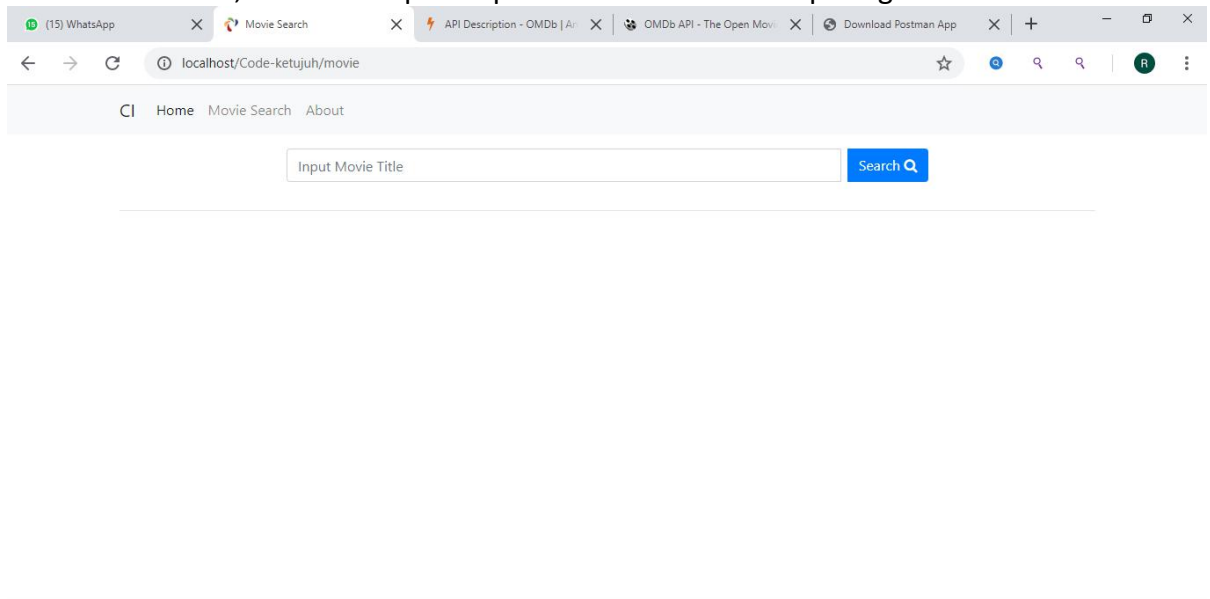 (15) WhatsApp
Movie Search
API Description - OMDb | An
OMDb API - The Open Movi
Download Postman App
localhost/Code-ketujuh/movie
R
CI Home Movie Search About
Input Movie Title
Search